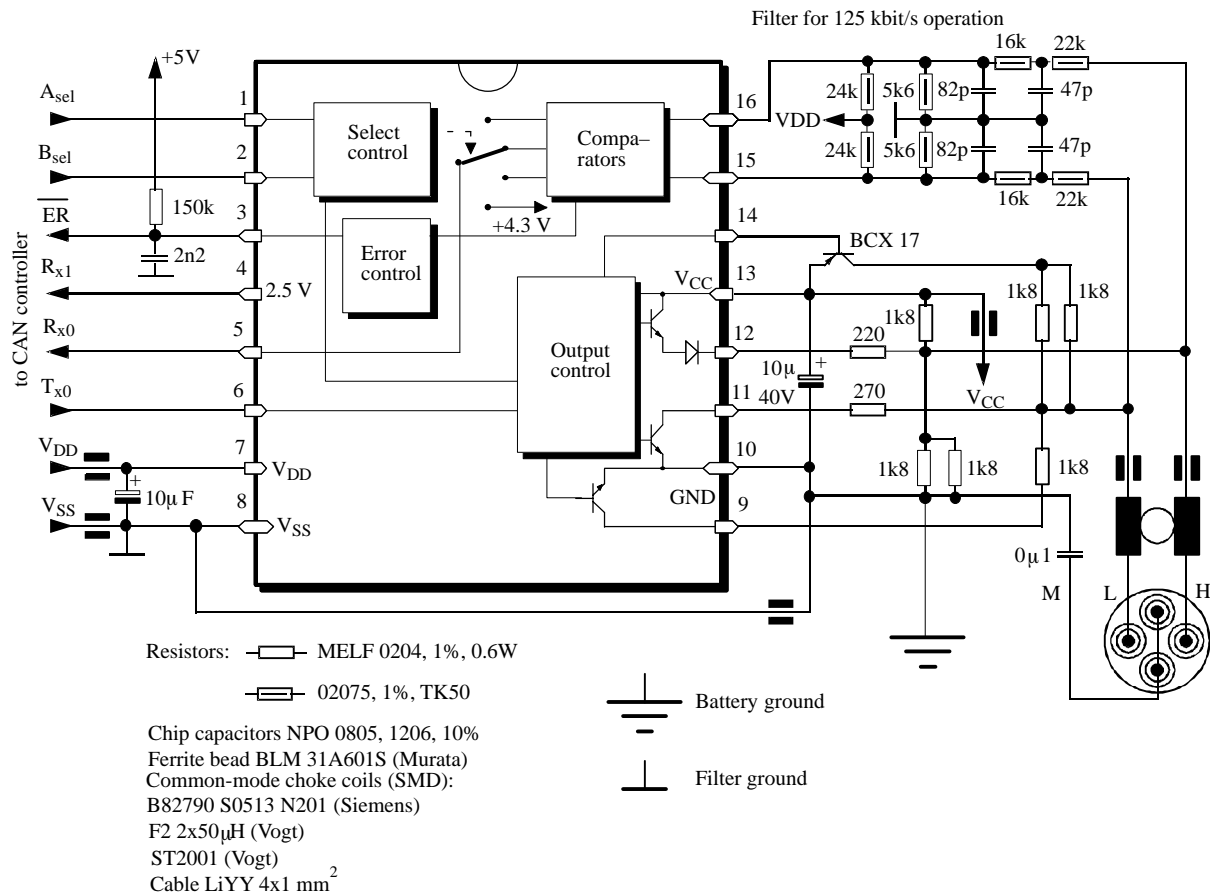 Filter for 125 kbit/s operation
16k
22k
+5V
A_sel
1
16
24k
5k6
82p
47p
Select
control
Compa–
rators
VDD
B_sel
2
15
24k
5k6
82p
47p
16k
22k
ER
150k
3
+4.3 V
14
BCX 17
to CAN controller
2n2
Error
control
R_x1
4
2.5 V
V_CC
13
1k8
1k8
1k8
R_x0
5
12
220
Output
control
10μ
+
40V
V_CC
T_x0
6
11
270
V_DD
7
V_DD
10
1k8
1k8
1k8
+
10μ F
GND
V_SS
8
V_SS
9
0μ1
M
L
H
Resistors:
MELF 0204, 1%, 0.6W
02075, 1%, TK50
Battery ground
Chip capacitors NPO 0805, 1206, 10%
Ferrite bead BLM 31A601S (Murata)
Common-mode choke coils (SMD):
Filter ground
B82790 S0513 N201 (Siemens)
F2 2x50μH (Vogt)
ST2001 (Vogt)
Cable LiYY 4x1 mm²